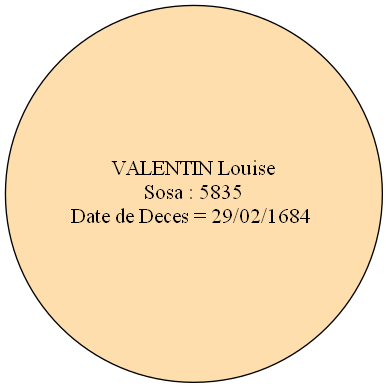 VALENTIN Louise
Sosa : 5835
Date de Deces = 29/02/1684